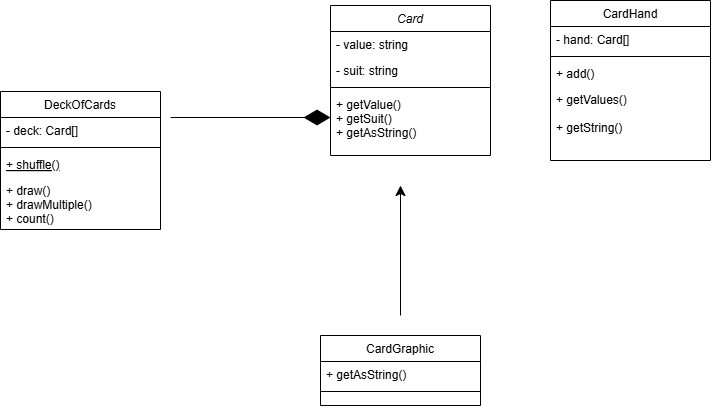 Card
- value: string
- suit: string
+ getValue()
+ getSuit()
+ getAsString()
CardHand
- hand: Card[]
+ add()
+ getValues()
+ getString()
DeckOfCards
- deck: Card[]
+ shuffle()
+ draw()
+ drawMultiple()
+ count()
CardGraphic
+ getAsString()